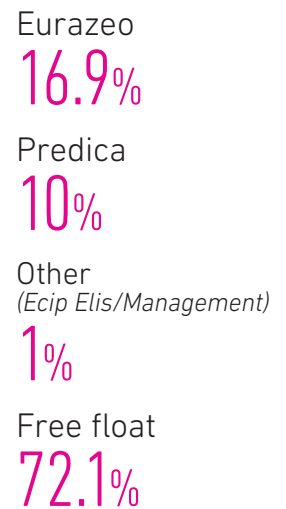 Eurazeo
16.9%
Predica
10%
Other
(Ecip Elis/Management)
1%
Free float
72.1%